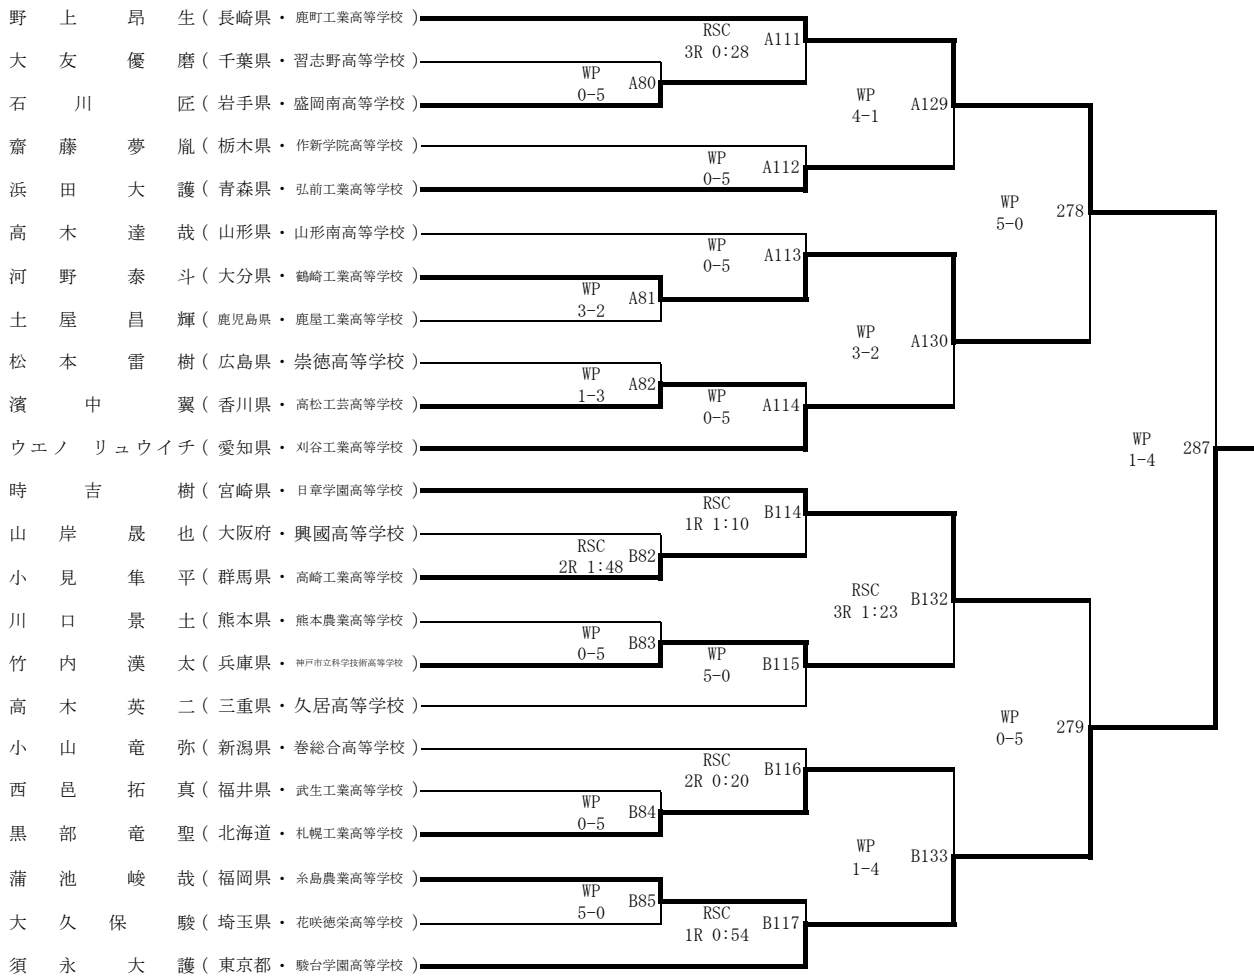 野上昂生(長崎県・鹿町工業高等学校)
大友優磨(千葉県・習志野高等学校)
石川匠(岩手県・盛岡南高等学校)
齋藤夢胤(栃木県・作新学院高等学校)
浜田大護(青森県・弘前工業高等学校)
高木達哉(山形県・山形南高等学校)
河野泰斗(大分県・鶴崎工業高等学校)
土屋昌輝(鹿児島県・鹿屋工業高等学校)
松本雷樹(広島県・崇徳高等学校)
濱中翼(香川県・高松工芸高等学校)
ウエノ リュウイチ(愛知県・刈谷工業高等学校)
時吉樹(宮崎県・日章学園高等学校)
山岸晟也(大阪府・興國高等学校)
小見隼平(群馬県・高崎工業高等学校)
川口景土(熊本県・熊本農業高等学校)
竹内漢太(兵庫県・神戸市立科学技術高等学校)
高木英二(三重県・久居高等学校)
小山竜弥(新潟県・巻総合高等学校)
西邑拓真(福井県・武生工業高等学校)
黒部竜聖(北海道・札幌工業高等学校)
蒲池峻哉(福岡県・糸島農業高等学校)
大久保駿(埼玉県・花咲徳栄高等学校)
須永大護(東京都・駿台学園高等学校)
WP
0-5
A80
WP
3-2
A81
WP
1-3
A82
RSC
2R 1:48
B82
WP
0-5
B83
WP
0-5
B84
WP
5-0
B85
RSC
3R 0:28
A111
WP
0-5
A112
WP
0-5
A113
WP
0-5
A114
RSC
1R 1:10
B114
WP
5-0
B115
RSC
2R 0:20
B116
RSC
1R 0:54
B117
WP
4-1
A129
WP
3-2
A130
RSC
3R 1:23
B132
WP
1-4
B133
WP
5-0
278
WP
0-5
279
WP
1-4
287